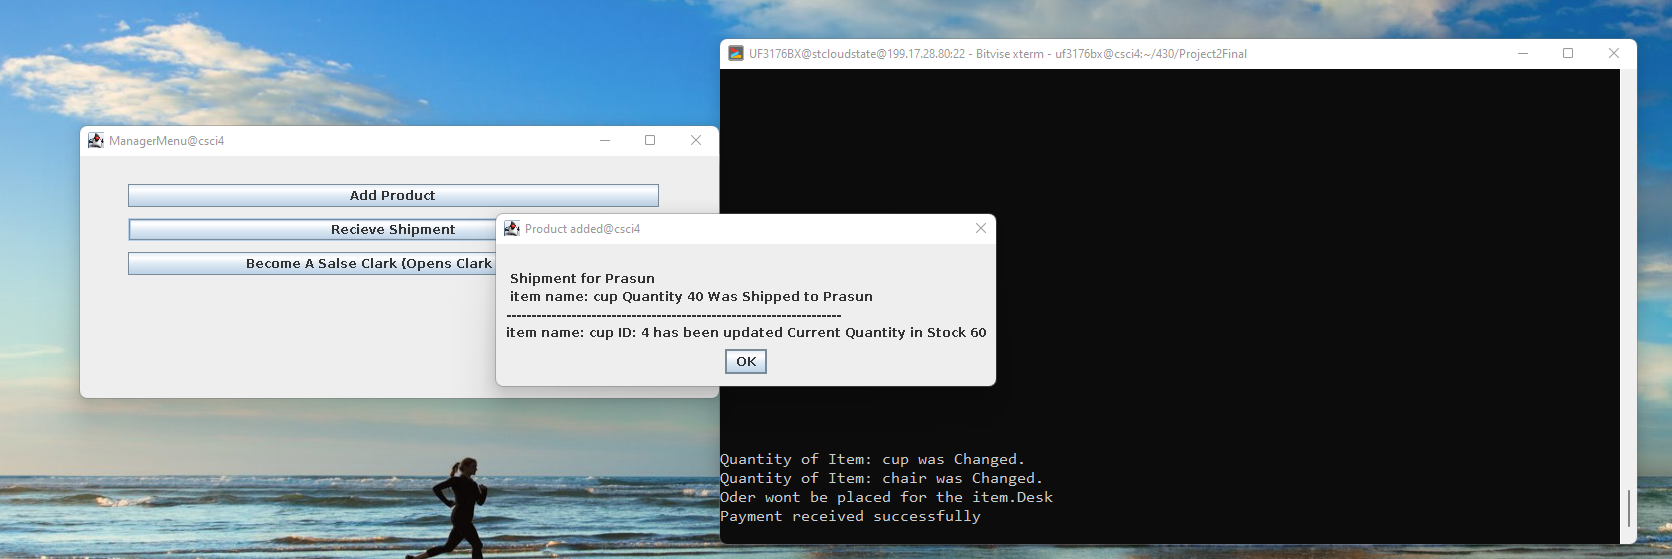 ManagerMenu@csci4
Add Product
Recieve Shipment
Become A Salse Clark (Opens Clark
Product added@csci4
Shipment for Prasun
item name: cup Quantity 40 Was Shipped to Prasun
-------------------------------------------------------------------
item name: cup ID: 4 has been updated Current Quantity in Stock 60
OK
UF3176BX@stcloudstate@199.17.28.80:22 - Bitvise xterm - uf3176bx@csci4:~/430/Project2Final
Quantity of Item: cup was Changed.
Quantity of Item: chair was Changed.
Oder wont be placed for the item.Desk
Payment received successfully